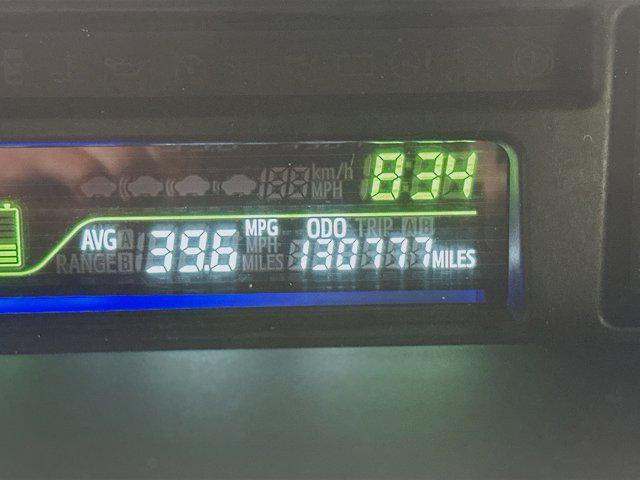 km/h
MPH 8:34
AVG A 39.6 MPG ODO TRIP A B
RANGE B MPH 130777 MILES
MILES